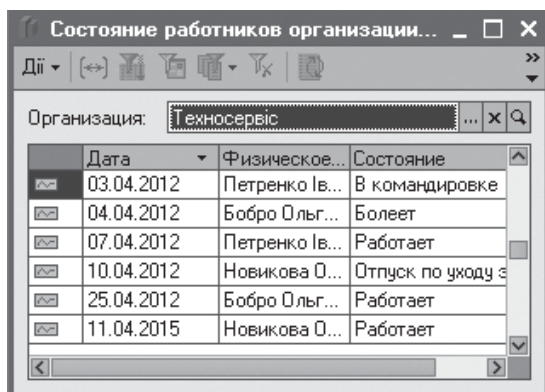 Состояние работников организации...
Дії
Организация: Техносервіс ...
Дата Физическое... Состояние
03.04.2012 Петренко Ів... В командировке
04.04.2012 Бобро Ольг... Болеет
07.04.2012 Петренко Ів... Работает
10.04.2012 Новикова О... Отпуск по уходу з
25.04.2012 Бобро Ольг... Работает
11.04.2015 Новикова О... Работает